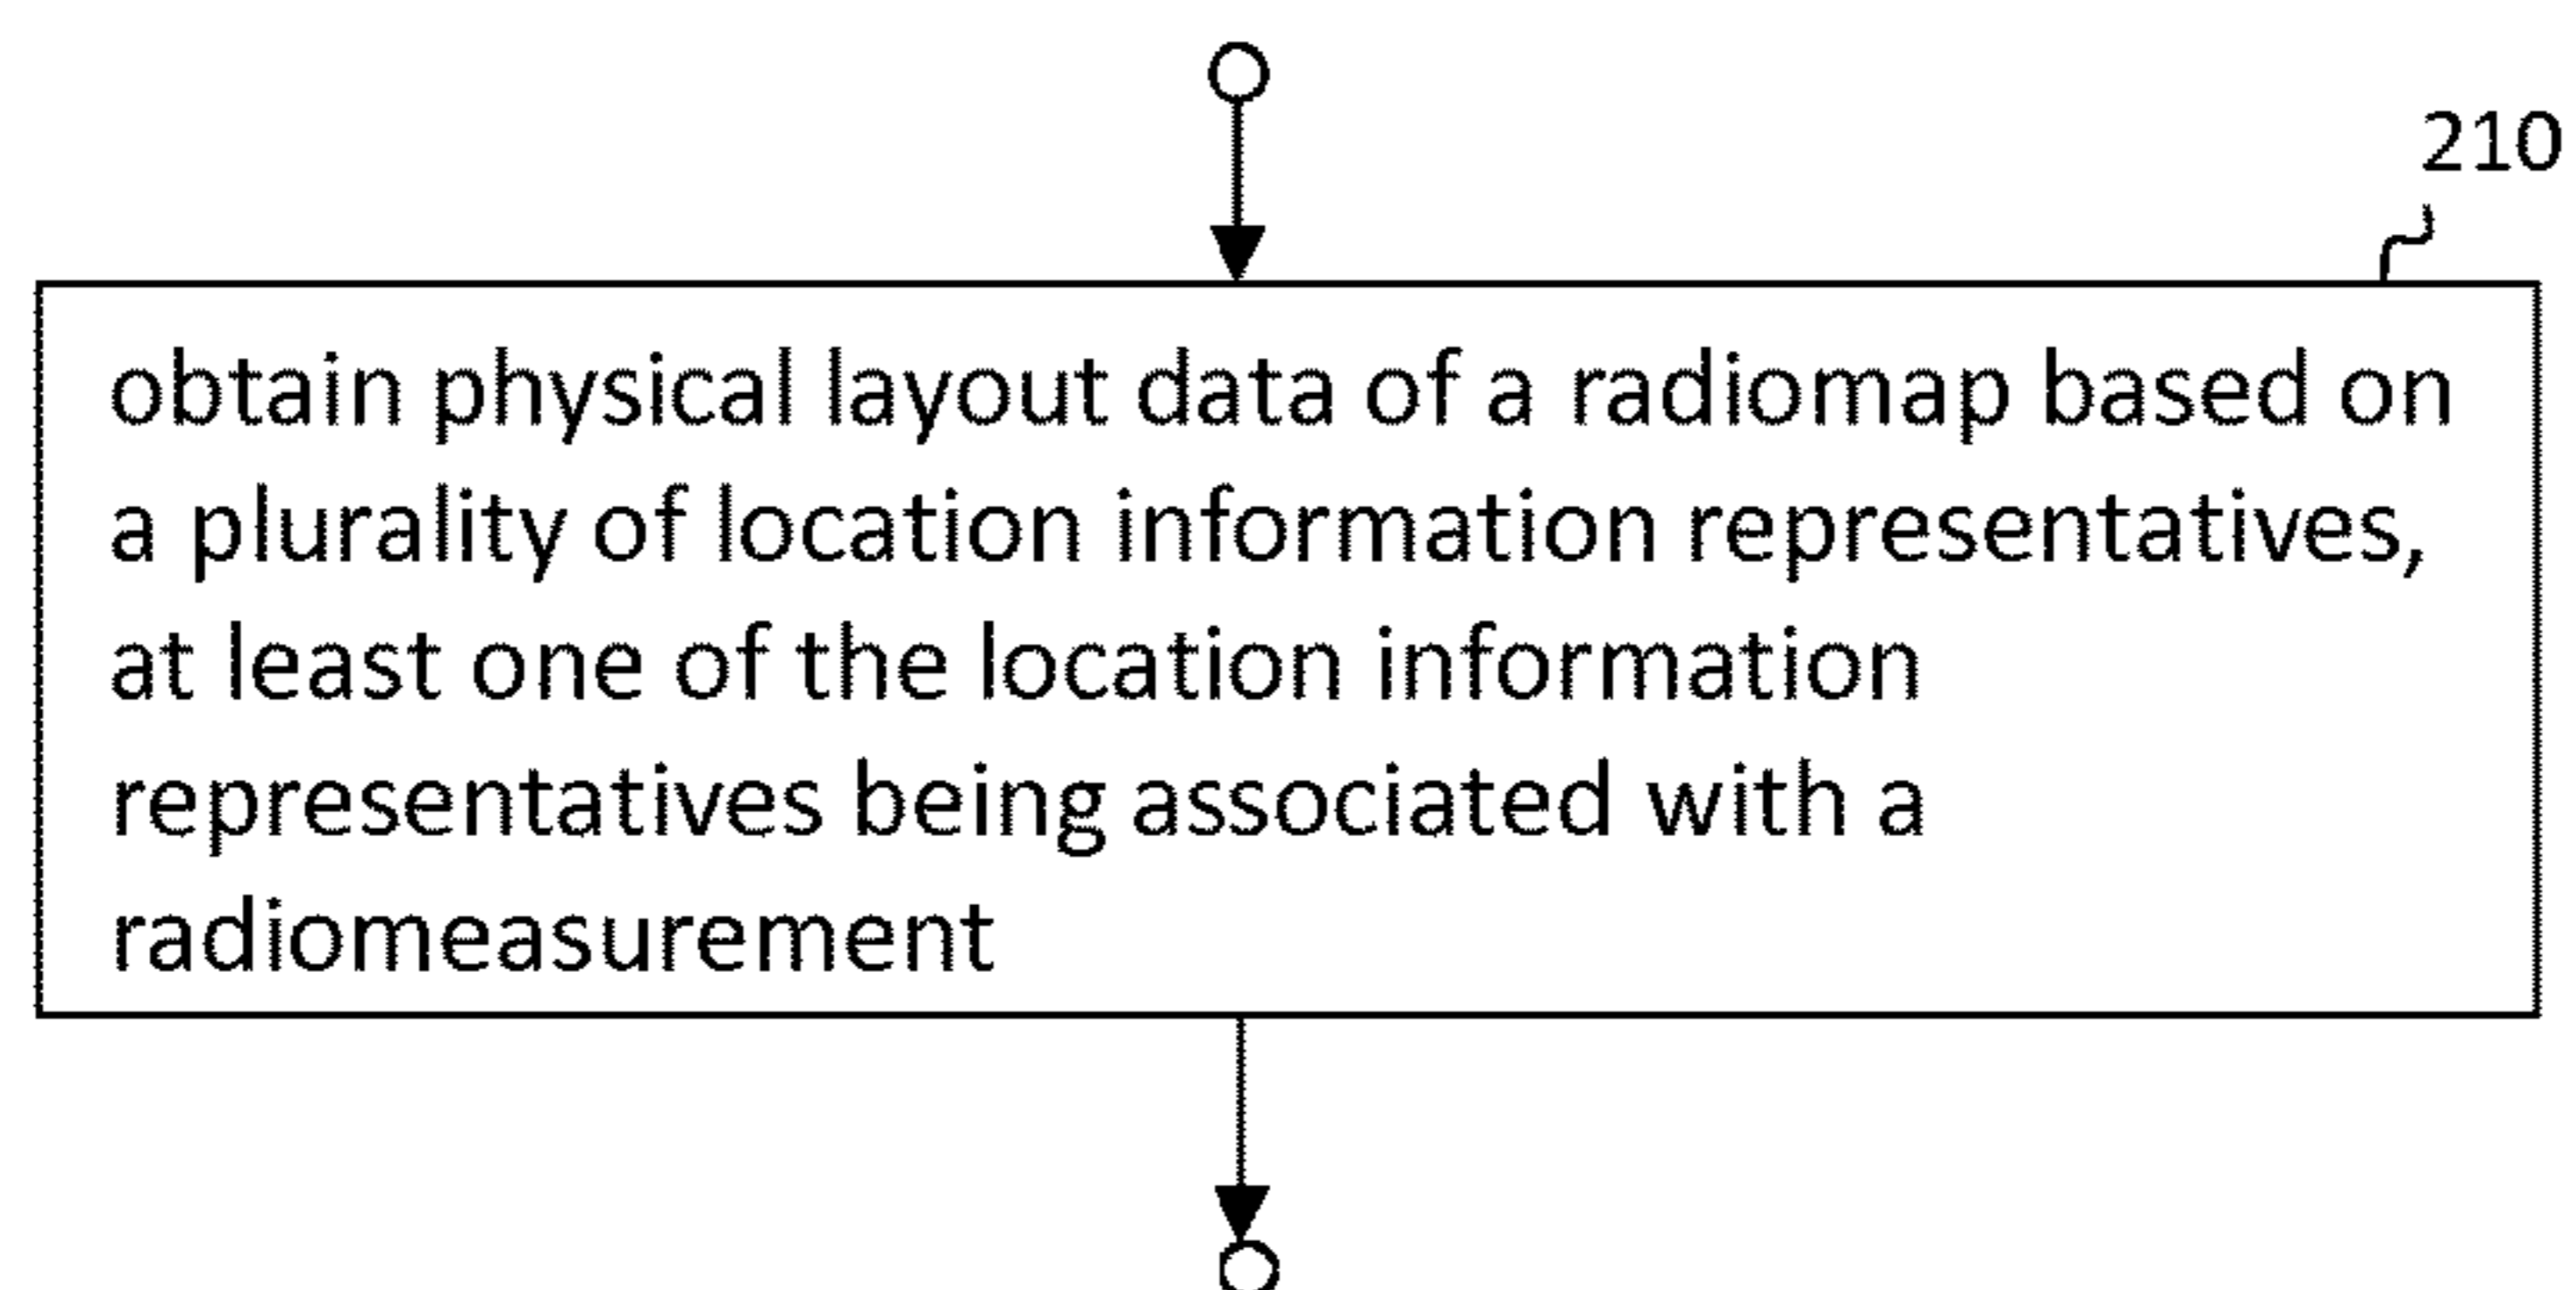 210
obtain physical layout data of a radiomap based on
a plurality of location information representatives,
at least one of the location information
representatives being associated with a
radiomeasurement